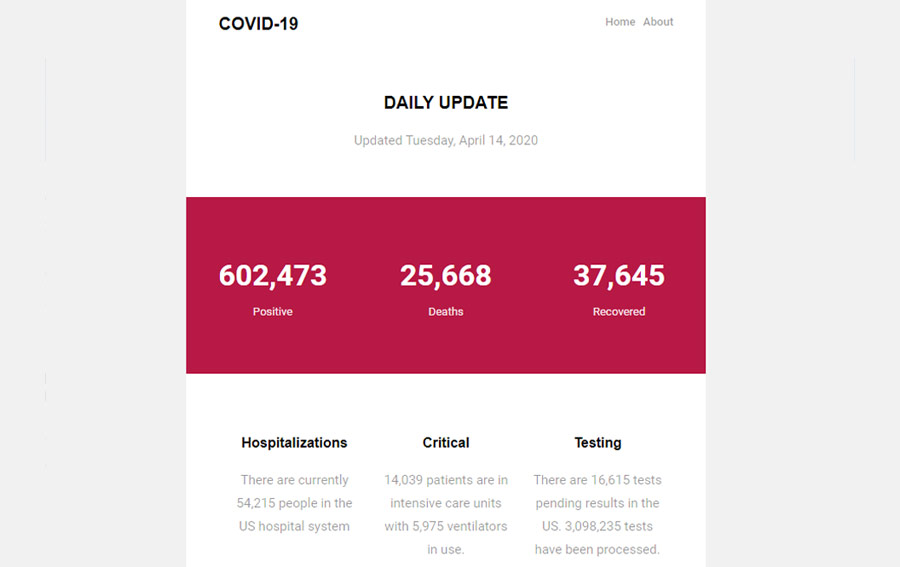 COVID-19
Home About
DAILY UPDATE
Updated Tuesday, April 14, 2020
602,473 25,668 37,645
Positive Deaths Recovered
Hospitalizations
There are currently
54,215 people in the
US hospital system
Critical
14,039 patients are in
intensive care units
with 5,975 ventilators
in use.
Testing
There are 16,615 tests
pending results in the
US. 3,098,235 tests
have been processed.